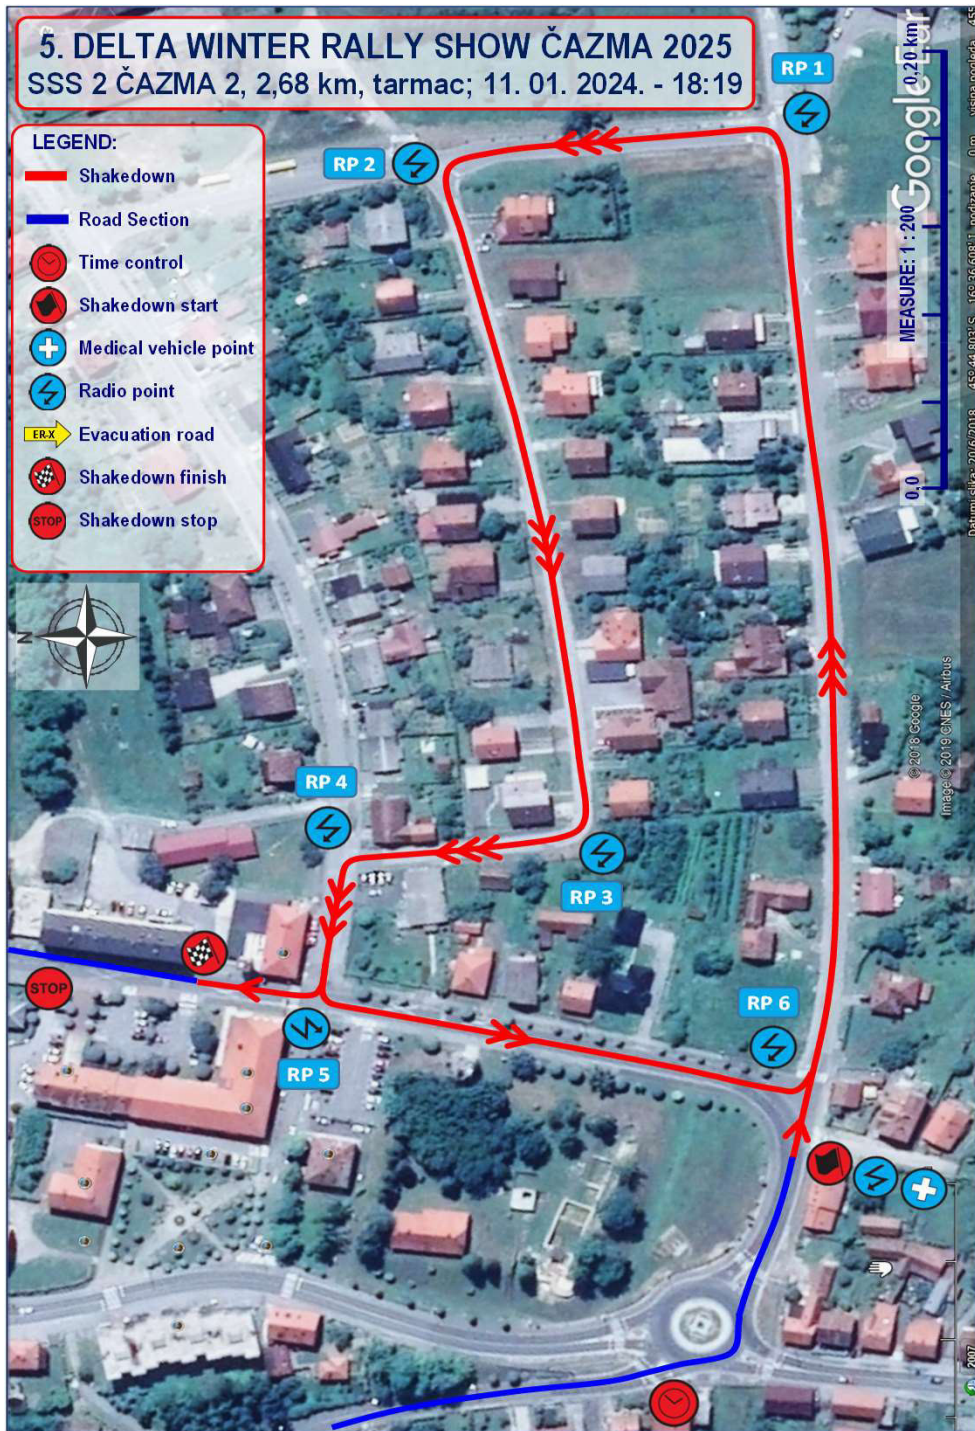 5. DELTA WINTER RALLY SHOW ČAZMA 2025
SSS 2 ČAZMA 2, 2,68 km, tarmac; 11. 01. 2024. - 18:19
LEGEND:
Shakedown
Road Section
Time control
Shakedown start
Medical vehicle point
Radio point
ER-X Evacuation road
Shakedown finish
STOP Shakedown stop
N
RP 1
RP 2
RP 4
RP 3
RP 6
RP 5
STOP
0,20 km
MEASURE: 1 : 200
0,0
© 2018 Google
Image © 2019 CNES / Airbus
2007